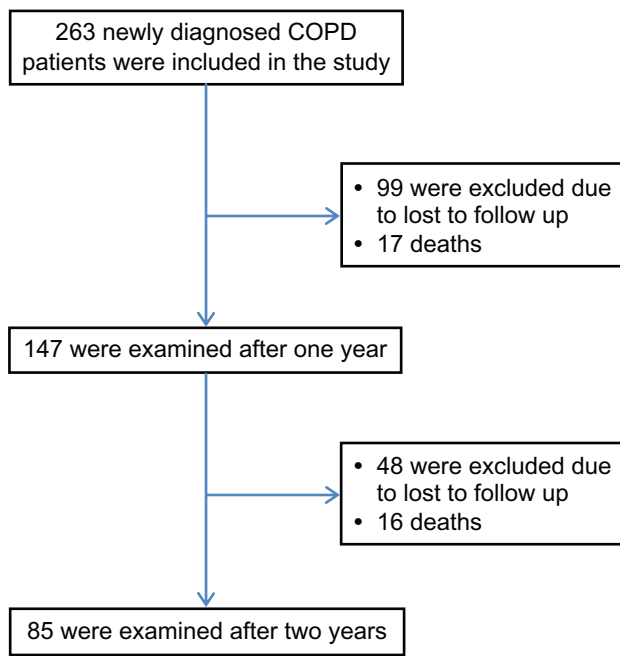 263 newly diagnosed COPD
patients were included in the study
• 99 were excluded due
to lost to follow up
• 17 deaths
147 were examined after one year
• 48 were excluded due
to lost to follow up
• 16 deaths
85 were examined after two years